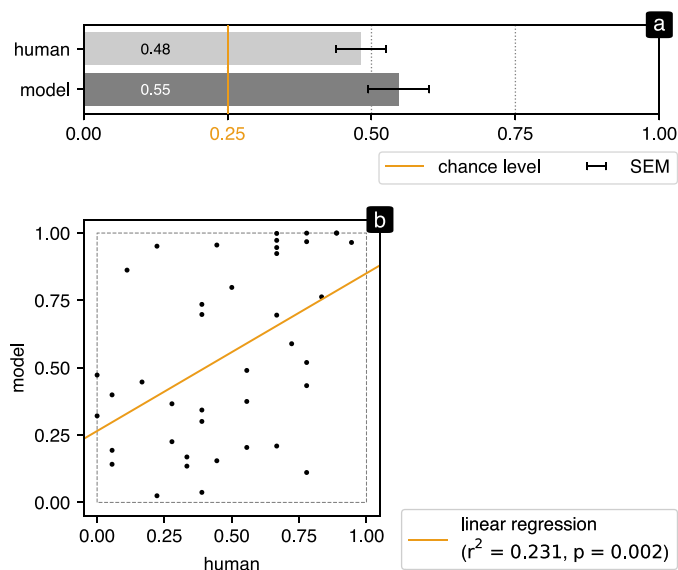 a
human 0.48
model 0.55
0.00 0.25 0.50 0.75 1.00
chance level SEM
b
1.00
0.75
0.50
0.25
0.00
model
0.00 0.25 0.50 0.75 1.00
human
linear regression
(r² = 0.231, p = 0.002)